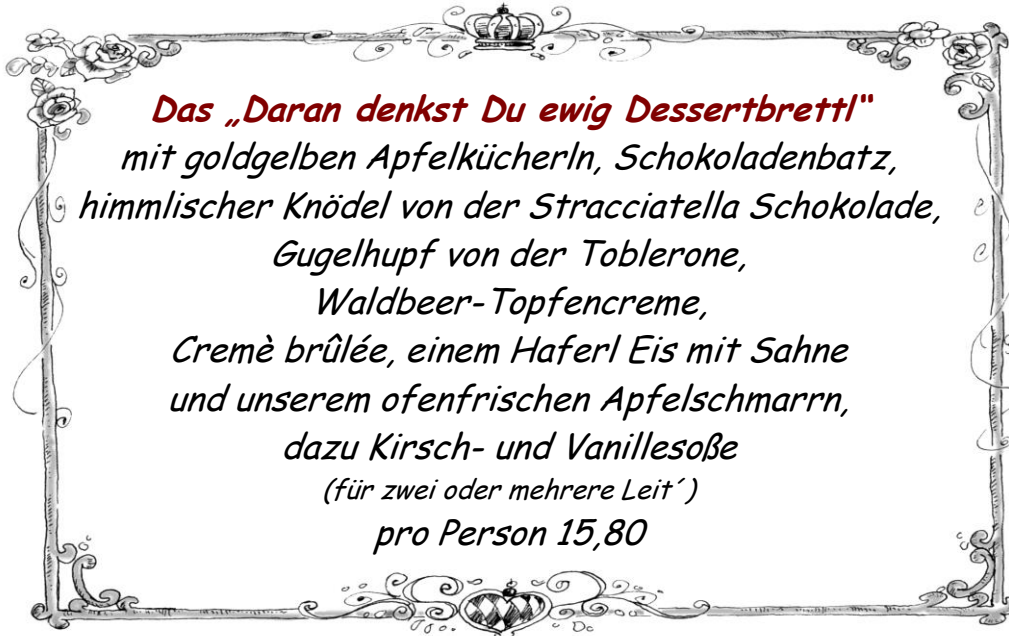 Das „Daran denkst Du ewig Dessertbrettl“
mit goldgelben Apfelkücherln, Schokoladenbatz,
himmlischer Knödel von der Stracciatella Schokolade,
Gugelhupf von der Toblerone,
Waldbeer-Topfencreme,
Cremè brûlée, einem Haferl Eis mit Sahne
und unserem ofenfrischen Apfelschmarrn,
dazu Kirsch- und Vanillesoße
(für zwei oder mehrere Leit´)
pro Person 15,80